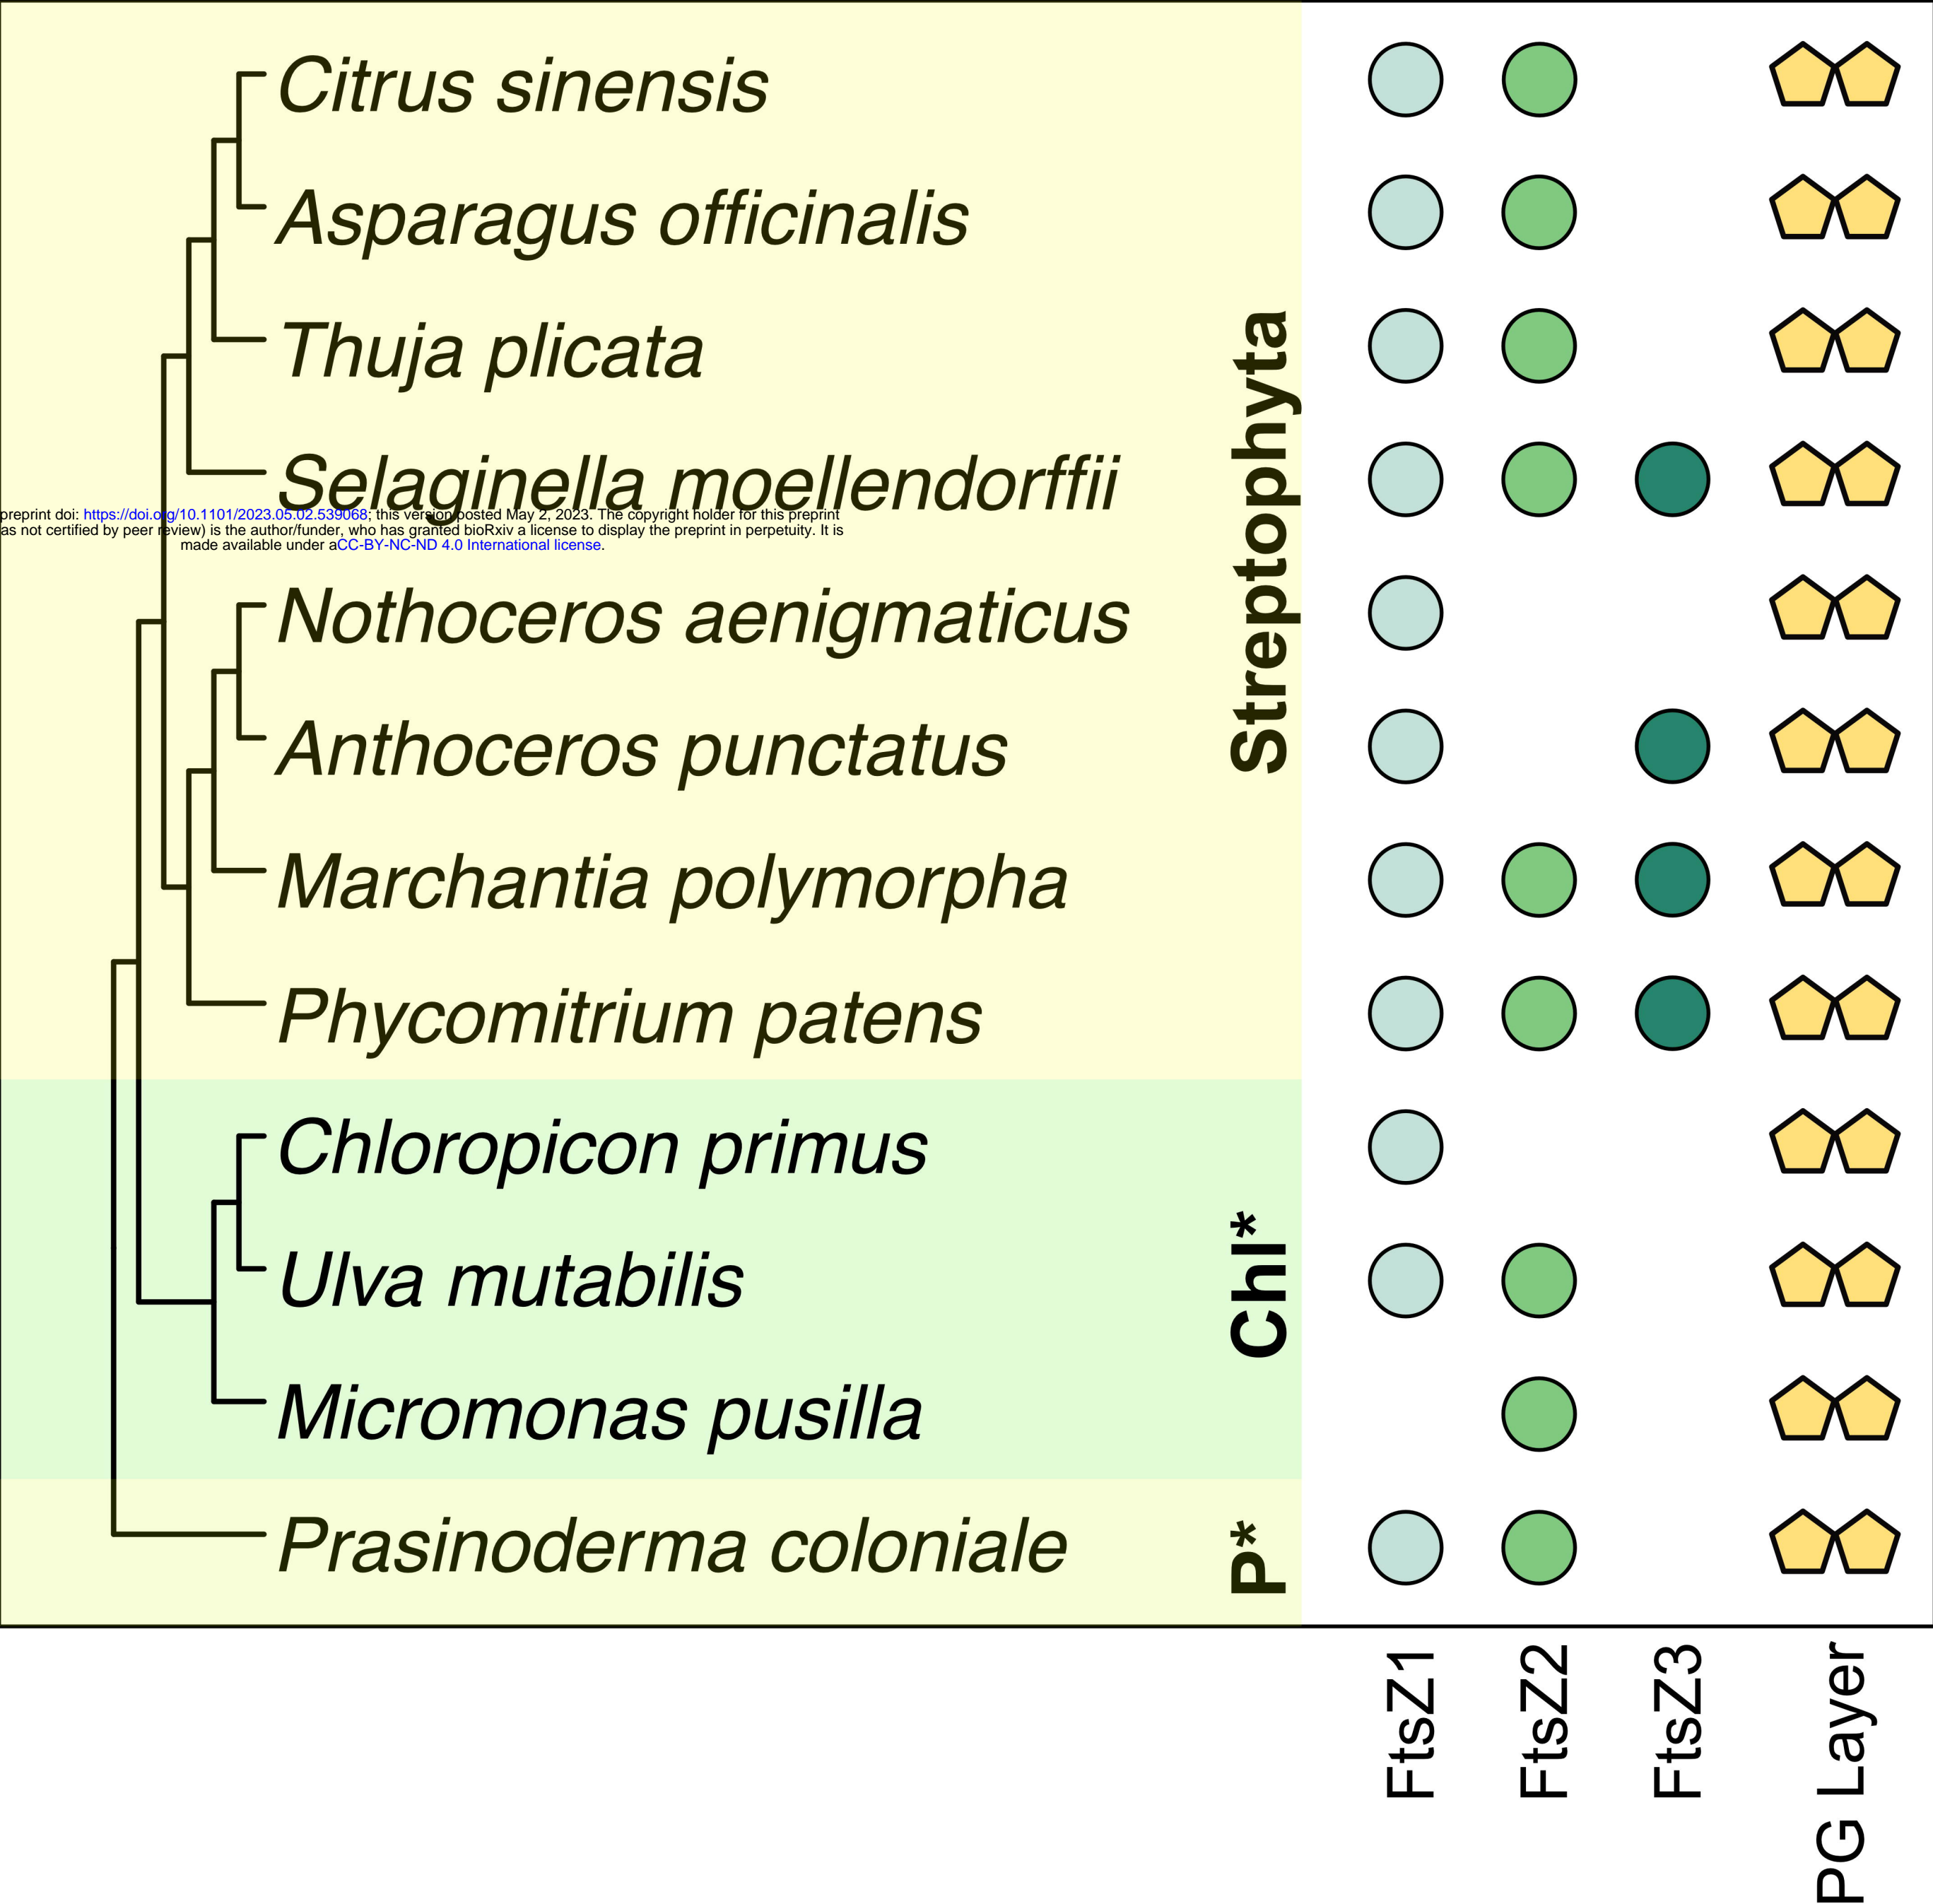 Citrus sinensis
Asparagus officinalis
Thuja plicata
Selaginella moellendorffii
preprint doi: https://doi.org/10.1101/2023.05.02.539068; this version posted May 2, 2023. The copyright holder for this preprint
as not certified by peer review) is the author/funder, who has granted bioRxiv a license to display the preprint in perpetuity. It is
made available under aCC-BY-NC-ND 4.0 International license.
Nothoceros aenigmaticus
Anthoceros punctatus
Marchantia polymorpha
Phycomitrium patens
Streptophyta
Chloropicon primus
Ulva mutabilis
Micromonas pusilla
Chl*
Prasinoderma coloniale
P*
FtsZ1
FtsZ2
FtsZ3
PG Layer